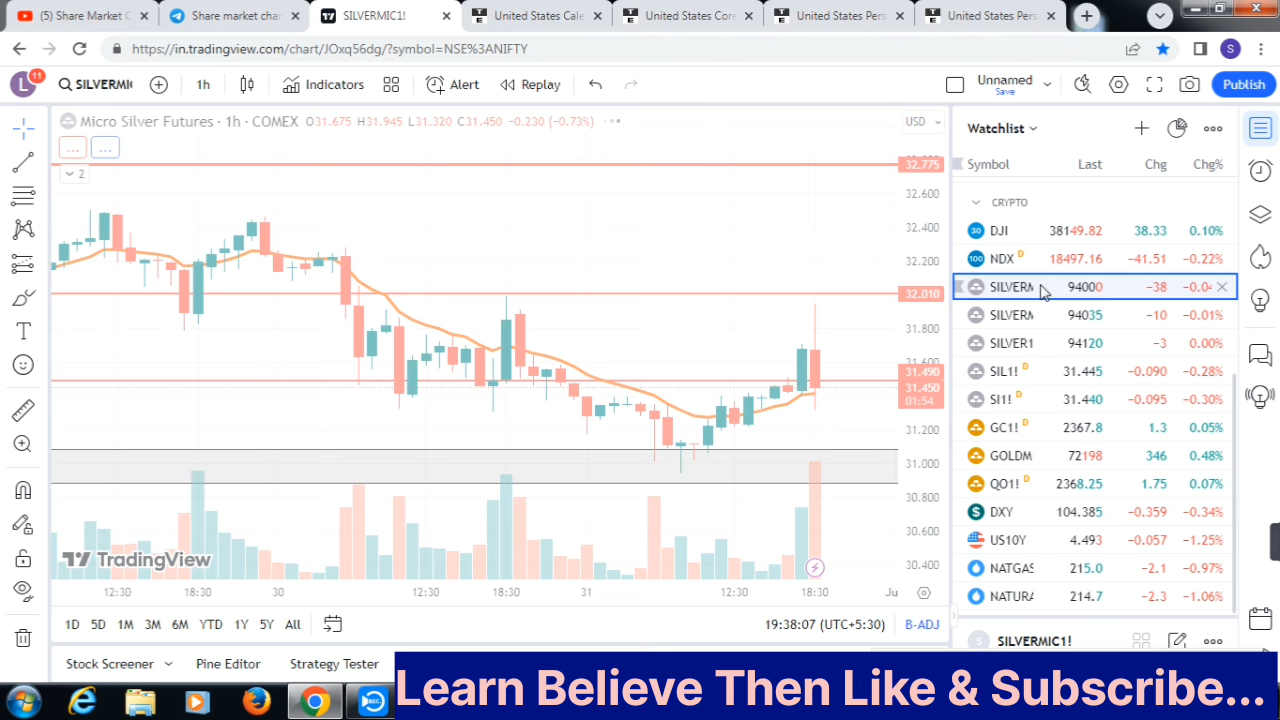 (5) Share Market C
Share market char
SILVERMIC1!
United States
United States Cor
United States Pers
United States Pers
https://in.tradingview.com/chart/JOxq56dg/?symbol=NSE%3ANIFTY
S
L
11
SILVERMI
1h
Indicators
Alert
Replay
Unnamed
Save
Publish
Micro Silver Futures · 1h · COMEX O31.675 H31.945 L31.320 C31.450 -0.230 (-0.73%)
USD
2
32.775
32.600
32.400
32.200
32.010
31.800
31.600
31.490
31.450
01:54
31.200
31.000
30.800
30.600
30.400
TradingView
12:30 18:30 30 12:30 18:30 31 12:30 18:30 Ju
1D 5D 1M 3M 6M YTD 1Y 5Y All
19:38:07 (UTC+5:30)
B-ADJ
Stock Screener
Pine Editor
Strategy Tester
Watchlist
Symbol Last Chg Chg%
CRYPTO
DJI 38149.82 38.33 0.10%
NDX D 18497.16 -41.51 -0.22%
SILVERM 94000 -38 -0.04
SILVERM 94035 -10 -0.01%
SILVER1 94120 -3 0.00%
SIL1! D 31.445 -0.090 -0.28%
SI1! D 31.440 -0.095 -0.30%
GC1! D 2367.8 1.3 0.05%
GOLDM 72198 346 0.48%
QO1! D 2368.25 1.75 0.07%
DXY 104.385 -0.359 -0.34%
US10Y 4.493 -0.057 -1.25%
NATGAS 215.0 -2.1 -0.97%
NATURA 214.7 -2.3 -1.06%
SILVERMIC1!
Learn Believe Then Like & Subscribe...